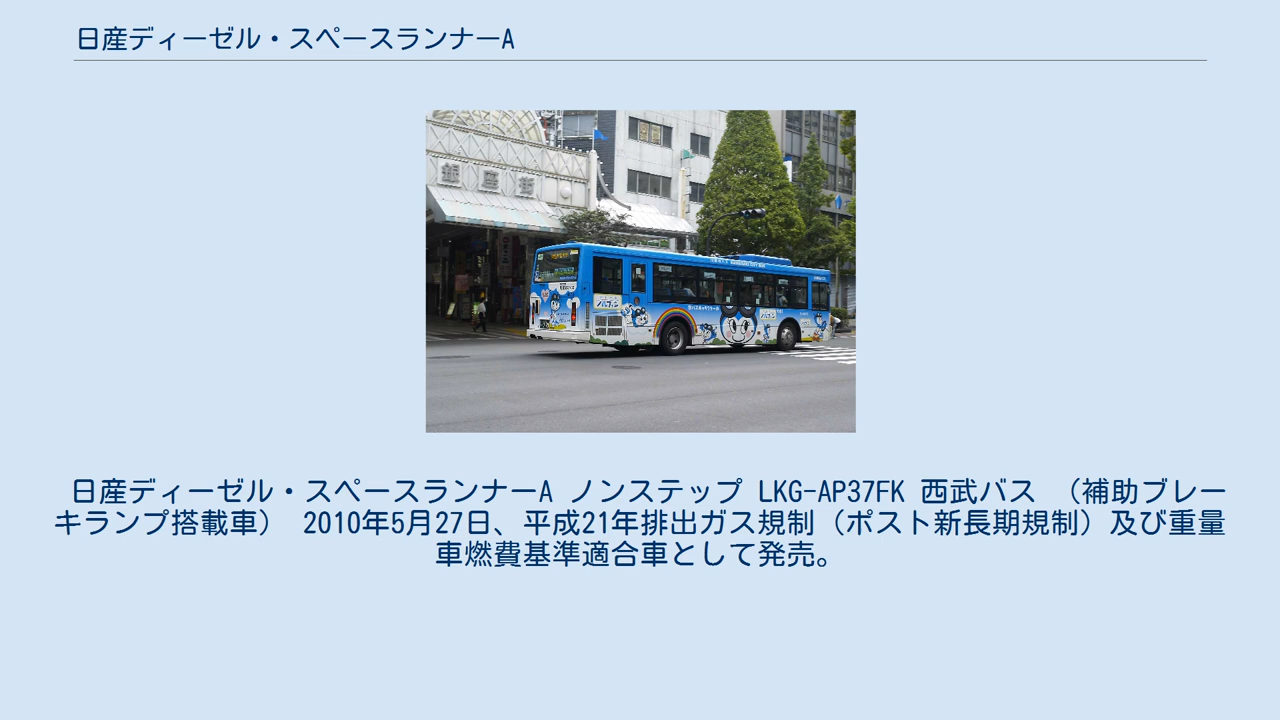 日産ディーゼル・スペースランナーA
銀座街
日産ディーゼル・スペースランナーA ノンステップ LKG-AP37FK 西武バス （補助ブレー
キランプ搭載車） 2010年5月27日、平成21年排出ガス規制（ポスト新長期規制）及び重量
車燃費基準適合車として発売。